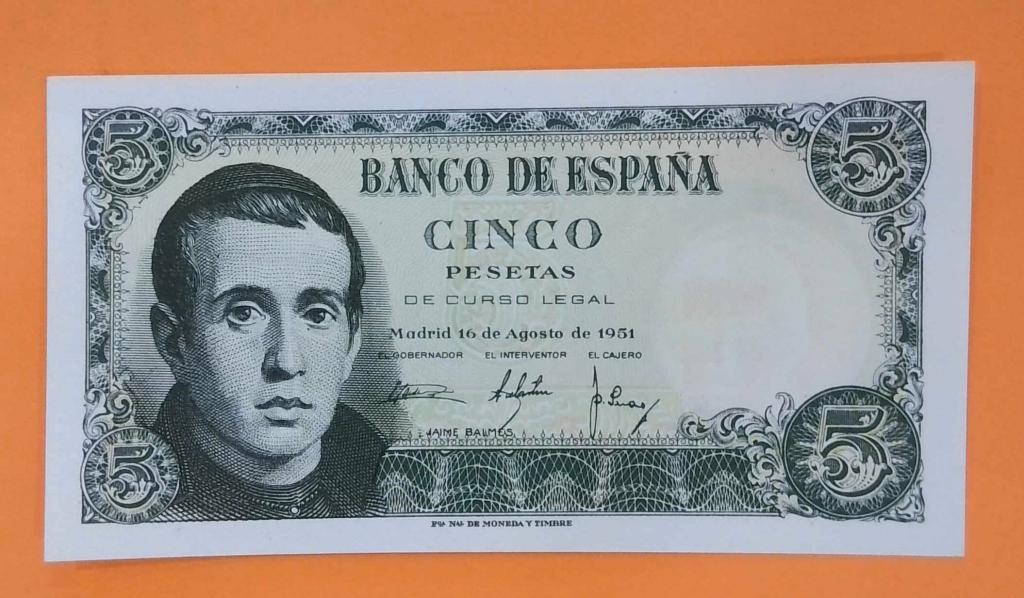 5
5
BANCO DE ESPAÑA
CINCO
PESETAS
DE CURSO LEGAL
Madrid 16 de Agosto de 1951
EL GOBERNADOR EL INTERVENTOR EL CAJERO
JAIME BALMES
5
5
Fca Nal DE MONEDA Y TIMBRE